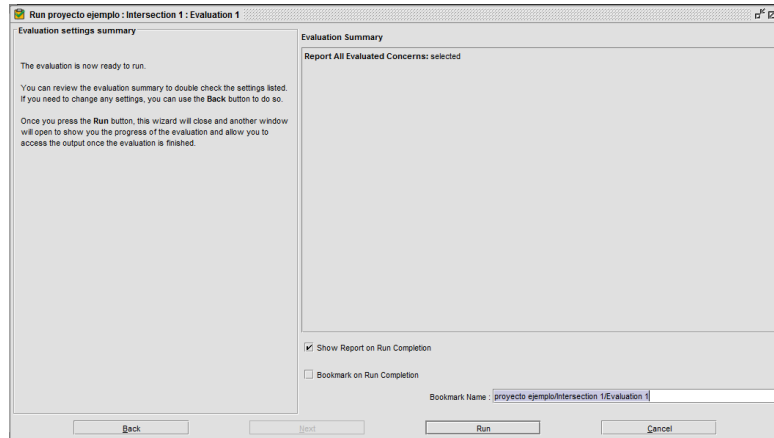 Run proyecto ejemplo : Intersection 1 : Evaluation 1
Evaluation settings summary
The evaluation is now ready to run.
You can review the evaluation summary to double check the settings listed.
If you need to change any settings, you can use the Back button to do so.
Once you press the Run button, this wizard will close and another window
will open to show you the progress of the evaluation and allow you to
access the output once the evaluation is finished.
Evaluation Summary
Report All Evaluated Concerns: selected
Show Report on Run Completion
Bookmark on Run Completion
Bookmark Name : proyecto ejemplo/Intersection 1/Evaluation 1
Back Next Run Cancel